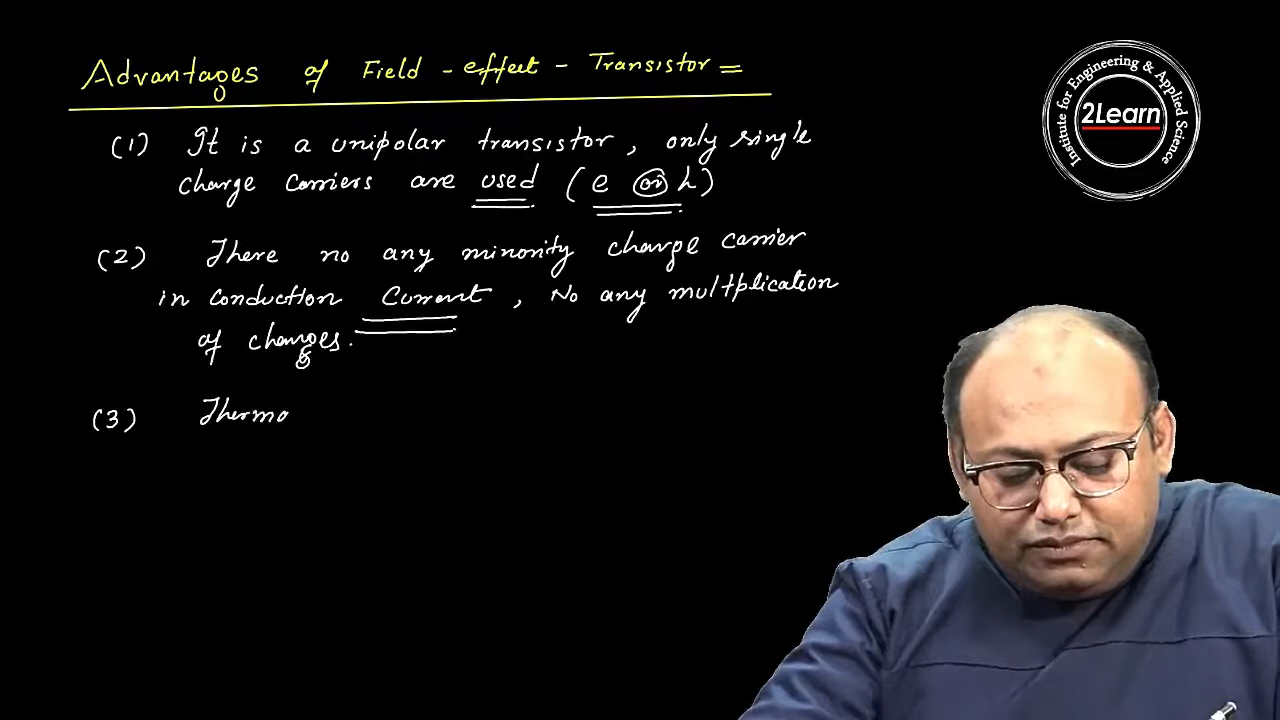 Advantages of Field-effect-Transistor =
(1) It is a unipolar transistor, only single
charge carriers are used (e or h)
(2) There no any minority charge carrier
in conduction current, No any multplication
of charges.
(3) Thermo
Institute for Engineering & Applied Science
2Learn